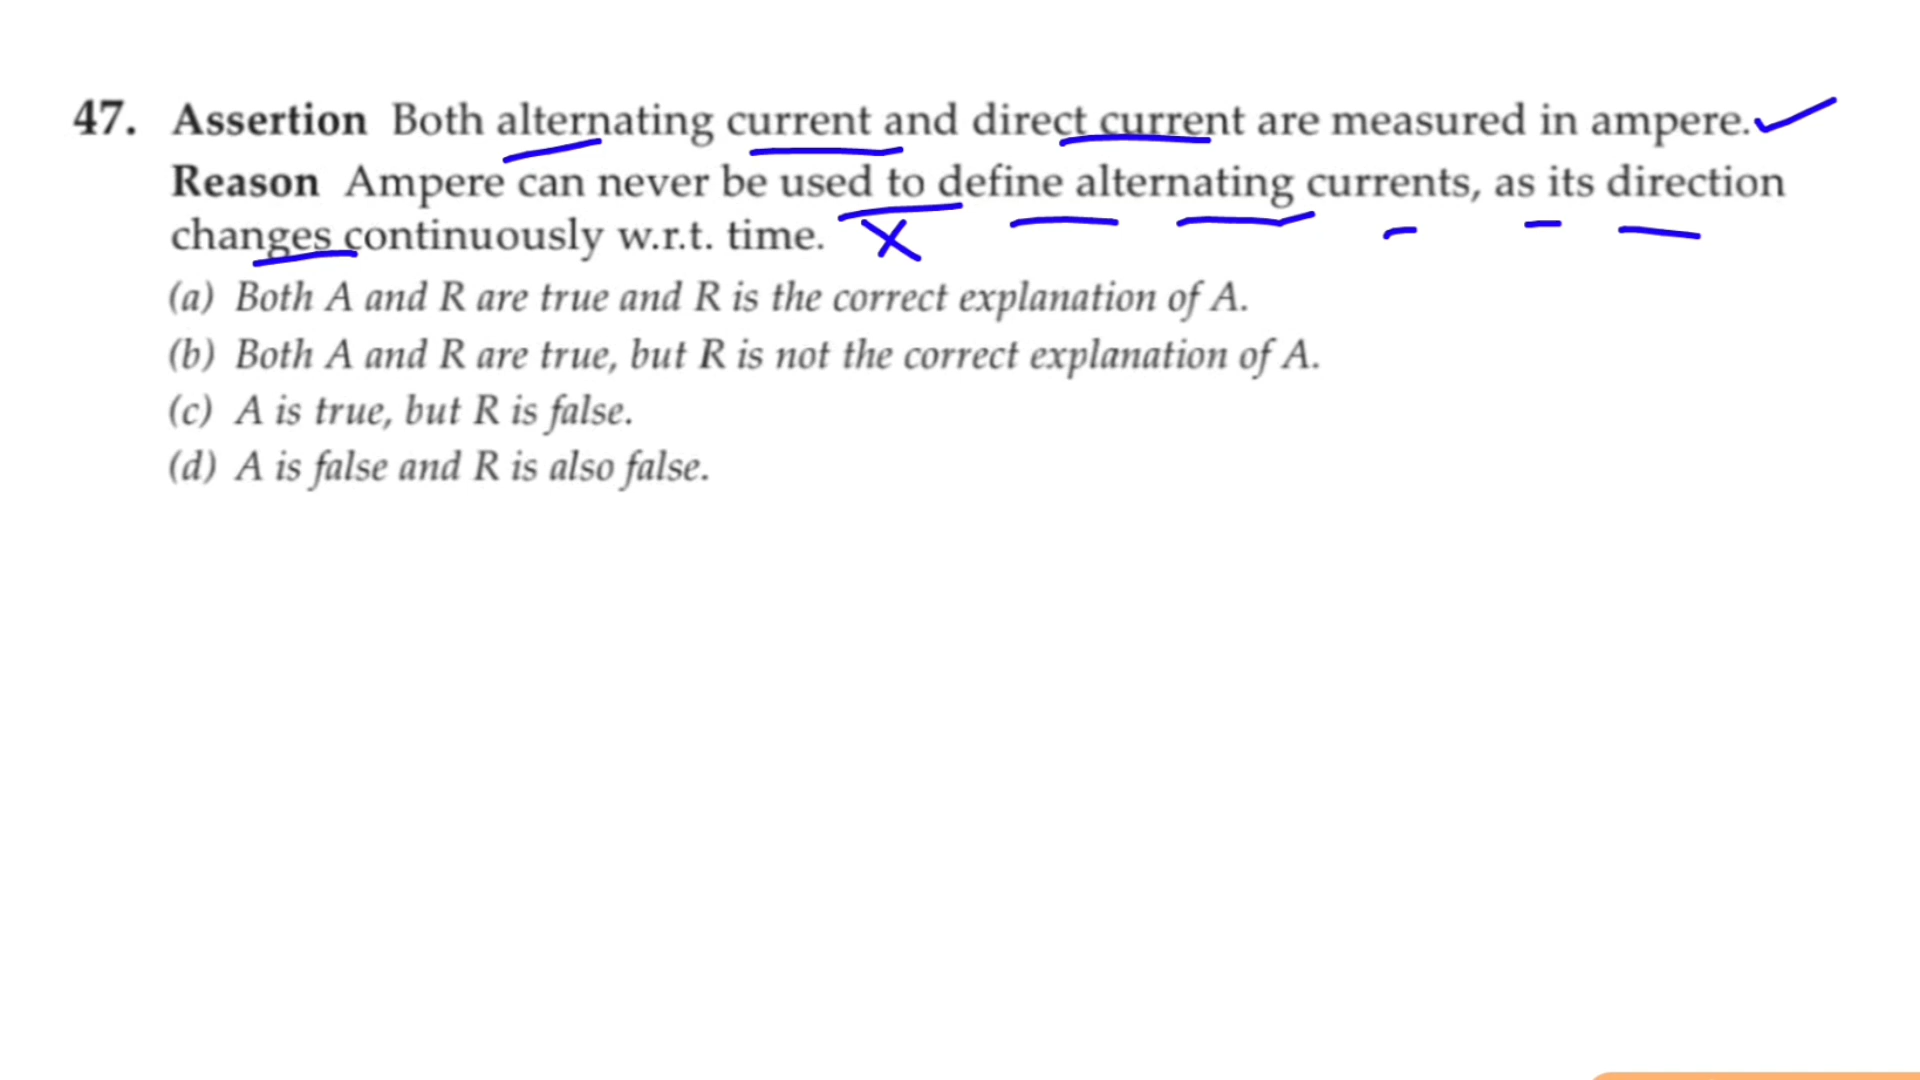 47. Assertion Both alternating current and direct current are measured in ampere.
Reason Ampere can never be used to define alternating currents, as its direction
changes continuously w.r.t. time.
(a) Both A and R are true and R is the correct explanation of A.
(b) Both A and R are true, but R is not the correct explanation of A.
(c) A is true, but R is false.
(d) A is false and R is also false.